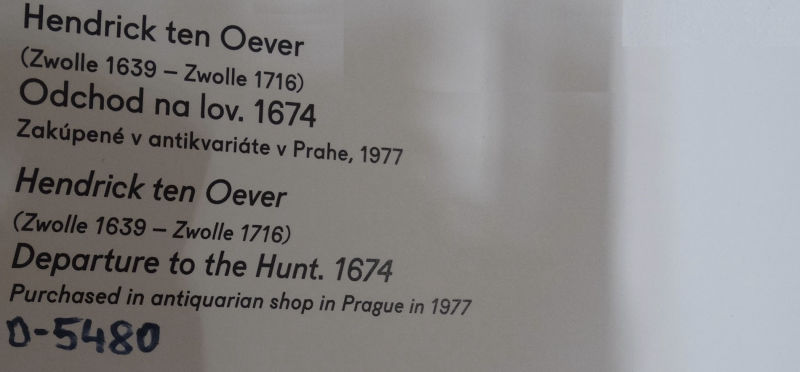 Hendrick ten Oever
(Zwolle 1639 – Zwolle 1716)
Odchod na lov. 1674
Zakúpené v antikvariáte v Prahe, 1977
Hendrick ten Oever
(Zwolle 1639 – Zwolle 1716)
Departure to the Hunt. 1674
Purchased in antiquarian shop in Prague in 1977
O-5480